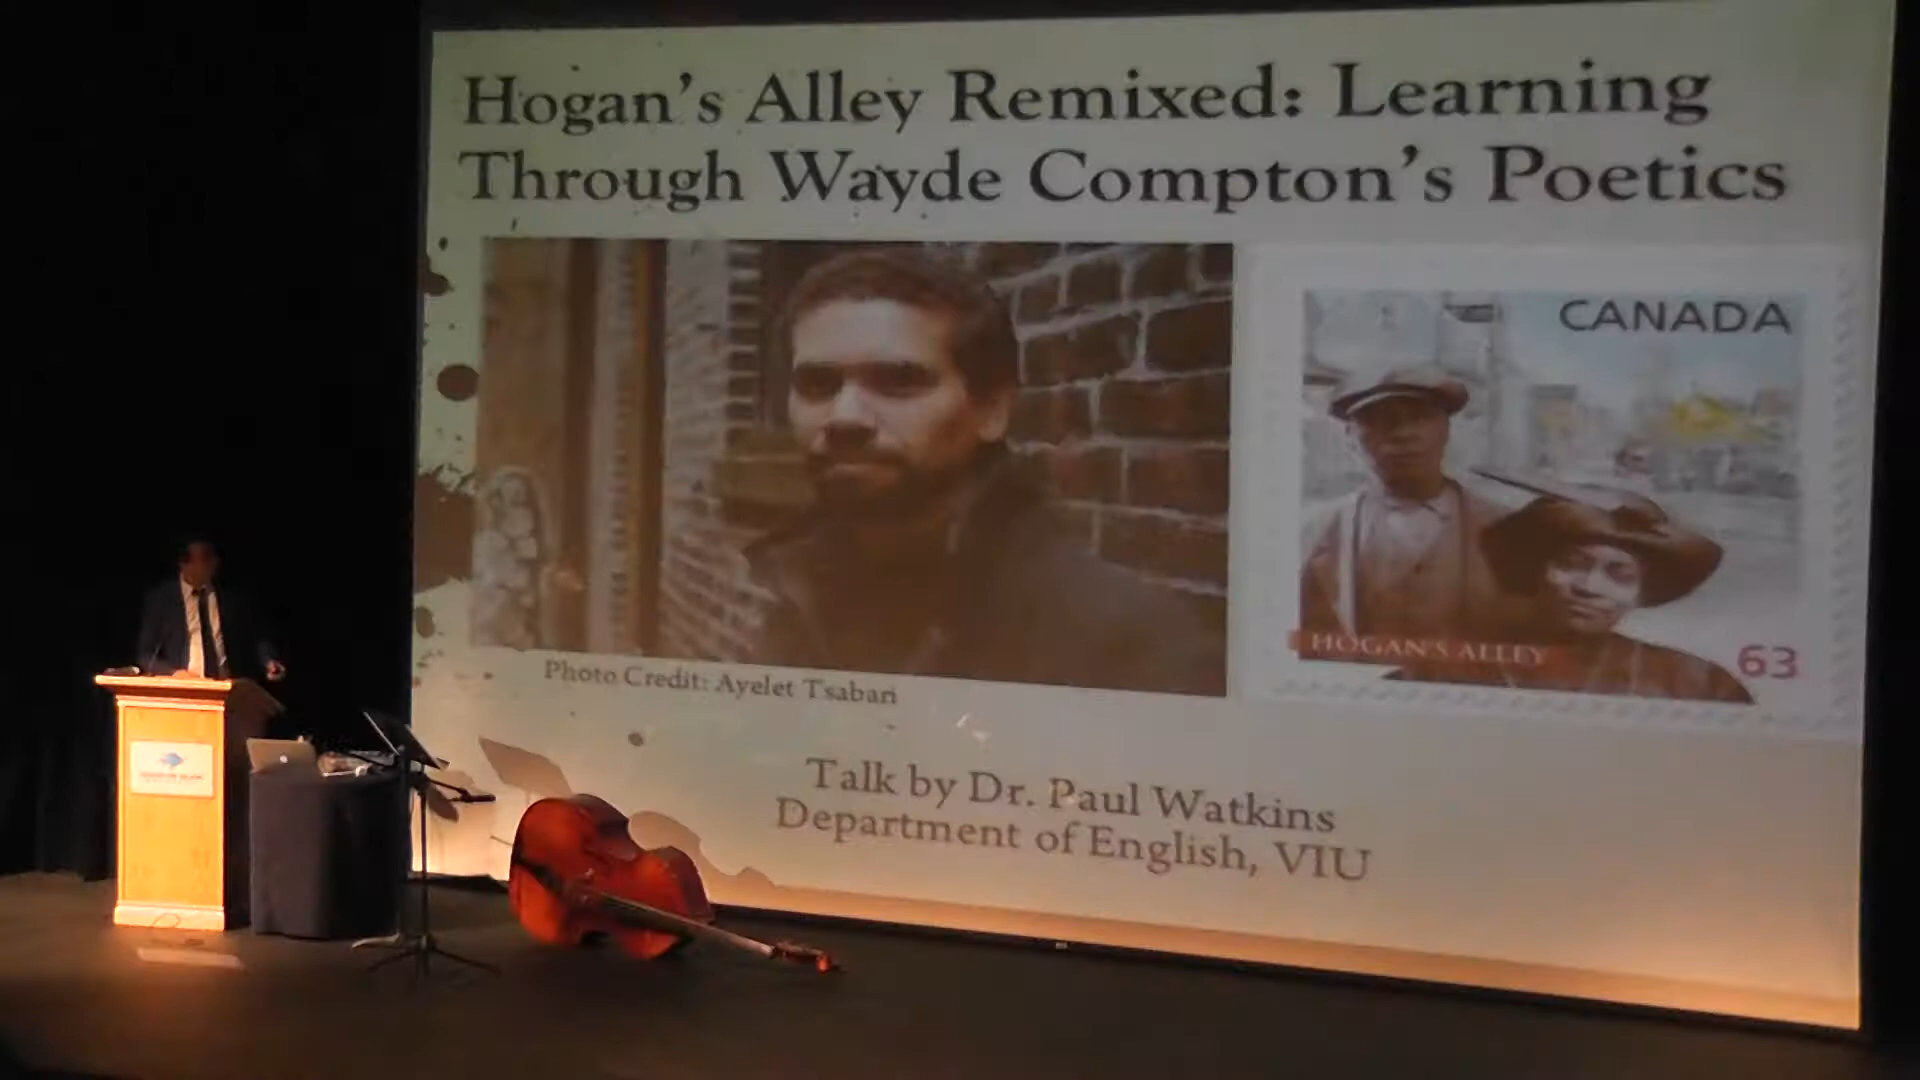 Hogan's Alley Remixed: Learning
Through Wayde Compton's Poetics
CANADA
HOGAN'S ALLEY
63
Photo Credit: Ayelet Tsabari
Talk by Dr. Paul Watkins
Department of English, VIU